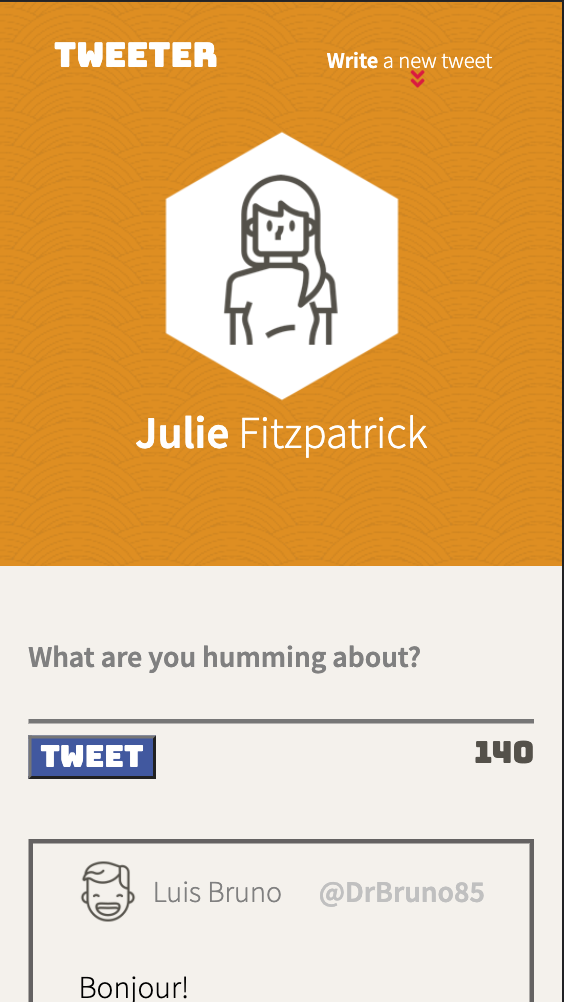 TWEETER
Write a new tweet
Julie Fitzpatrick
What are you humming about?
TWEET
140
Luis Bruno @DrBruno85
Bonjour!